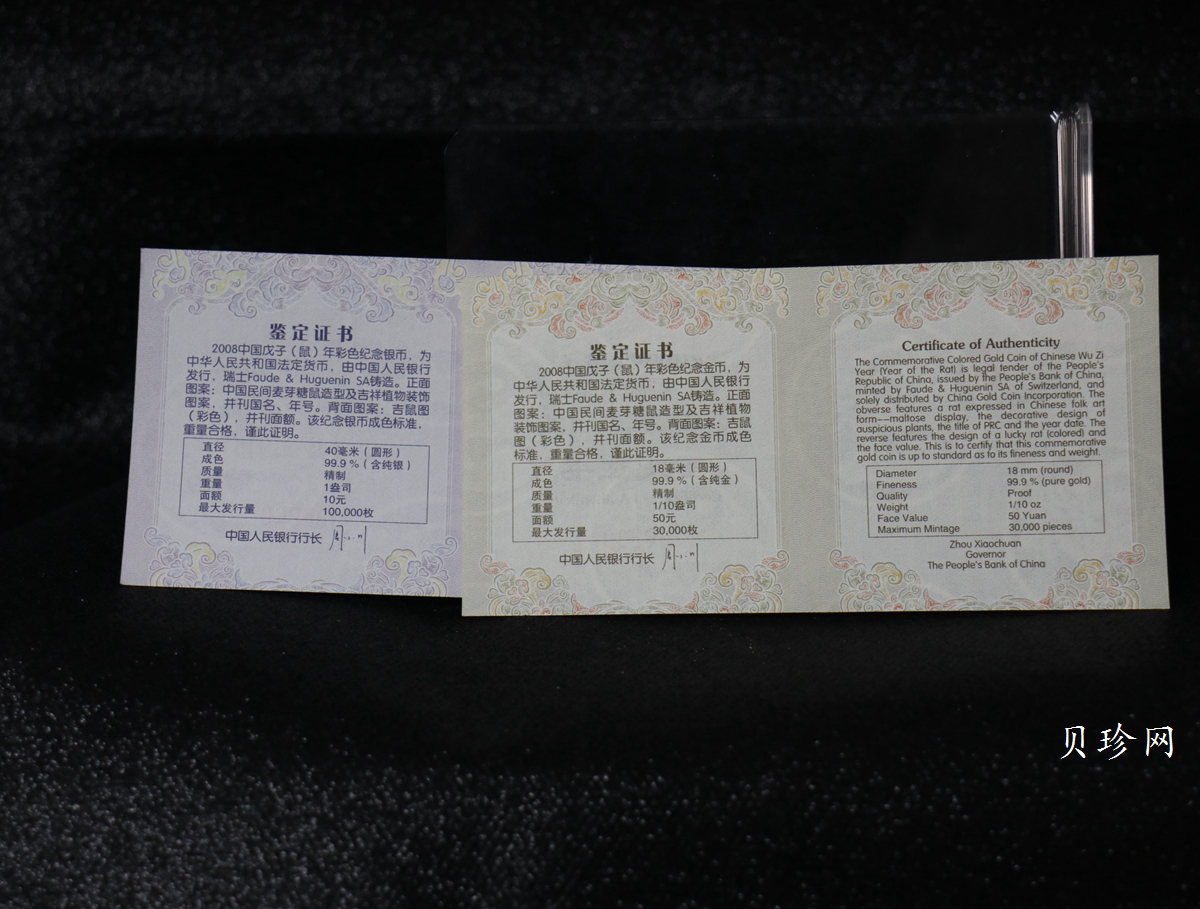 鉴定证书
2008中国戊子（鼠）年彩色纪念银币，为
中华人民共和国法定货币，由中国人民银行
发行，瑞士Faude & Huguenin SA铸造。正面
图案：中国民间麦芽糖鼠造型及吉祥植物装饰
图案，并刊国名、年号。背面图案：吉鼠图
（彩色），并刊面额。该纪念银币成色标准，
重量合格，谨此证明。
直径 40毫米（圆形）
成色 99.9％（含纯银）
质量 精制
重量 1盎司
面额 10元
最大发行量 100,000枚
中国人民银行行长
鉴定证书
2008中国戊子（鼠）年彩色纪念金币，为
中华人民共和国法定货币，由中国人民银行
发行，瑞士Faude & Huguenin SA铸造。正面
图案：中国民间麦芽糖鼠造型及吉祥植物
装饰图案，并刊国名、年号。背面图案：吉鼠
图（彩色），并刊面额。该纪念金币成色
标准，重量合格，谨此证明。
直径 18毫米（圆形）
成色 99.9％（含纯金）
质量 精制
重量 1/10盎司
面额 50元
最大发行量 30,000枚
中国人民银行行长
Certificate of Authenticity
The Commemorative Colored Gold Coin of Chinese Wu Zi
Year (Year of the Rat) is legal tender of the People's
Republic of China, issued by the People's Bank of China,
minted by Faude & Huguenin SA of Switzerland, and
solely distributed by China Gold Coin Incorporation. The
obverse features a rat expressed in Chinese folk art
form---maltose display, the decorative design of
auspicious plants, the title of PRC and the year date. The
reverse features the design of a lucky rat (colored) and
the face value. This is to certify that this commemorative
gold coin is up to standard as to its fineness and weight.
Diameter 18 mm (round)
Fineness 99.9 % (pure gold)
Quality Proof
Weight 1/10 oz
Face Value 50 Yuan
Maximum Mintage 30,000 pieces
Zhou Xiaochuan
Governor
The People's Bank of China
贝珍网